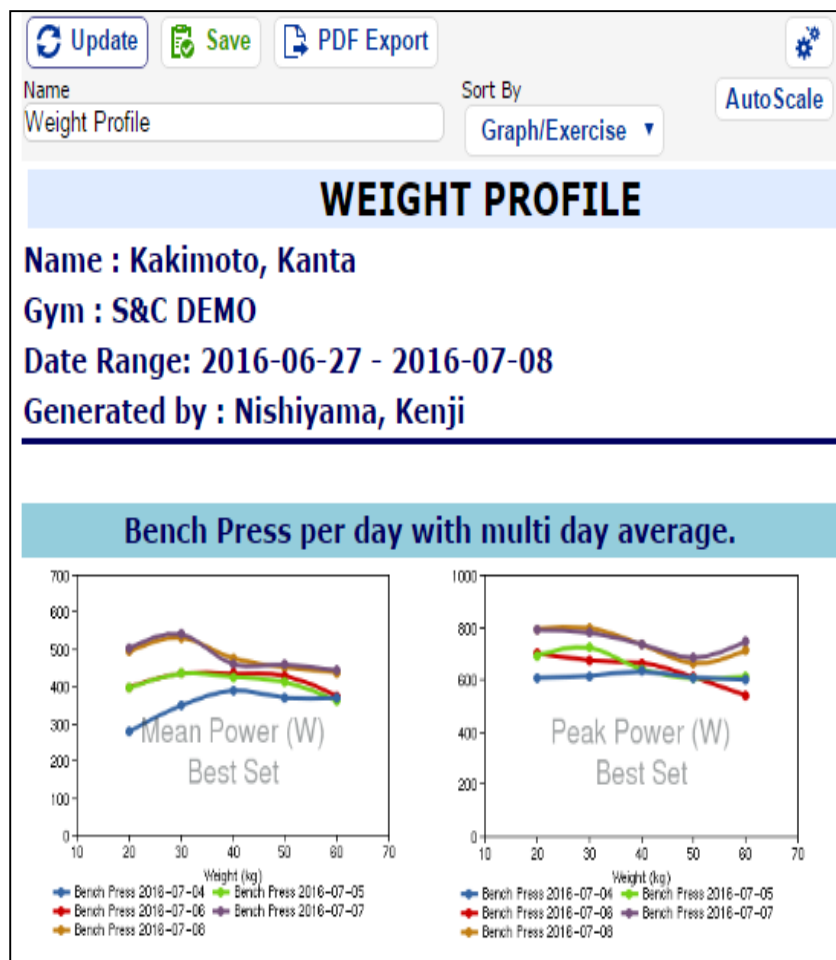 Update Save PDF Export
Name
Sort By
AutoScale
Weight Profile
Graph/Exercise ▼
WEIGHT PROFILE
Name : Kakimoto, Kanta
Gym : S&C DEMO
Date Range: 2016-06-27 - 2016-07-08
Generated by : Nishiyama, Kenji
Bench Press per day with multi day average.
700
600
500
400
300
200
100
0
10 20 30 40 50 60 70
Mean Power (W)
Best Set
Weight (kg)
Bench Press 2016-07-04 Bench Press 2016-07-05
Bench Press 2016-07-06 Bench Press 2016-07-07
Bench Press 2016-07-08
1000
800
600
400
200
0
10 20 30 40 50 60 70
Peak Power (W)
Best Set
Weight (kg)
Bench Press 2016-07-04 Bench Press 2016-07-05
Bench Press 2016-07-06 Bench Press 2016-07-07
Bench Press 2016-07-08